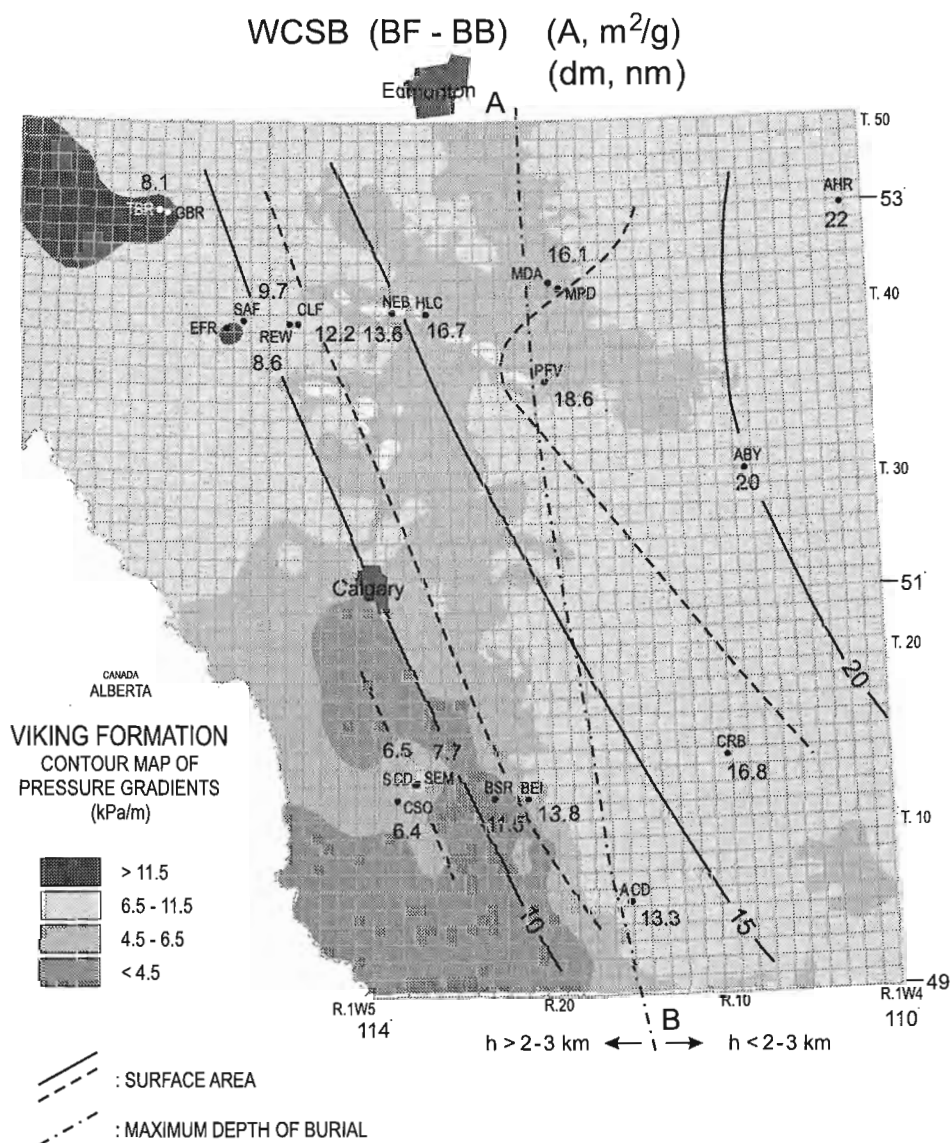 WCSB (BF - BB) (A, m²/g)
(dm, nm)
Edmonton
A
T. 50
8.1
TBR
GBR
AHR
53
22
16.1
MDA
MPD
T. 40
9.7
SAF
CLF
NEB HLC
EFR
REW
12.2
13.6
16.7
8.6
PFV
18.6
ABY
20
T. 30
Calgary
51
T. 20
20
CANADA
ALBERTA
VIKING FORMATION
CONTOUR MAP OF
PRESSURE GRADIENTS
(kPa/m)
6.5
7.7
CRB
16.8
SCD
SEM
CSO
BSR
BEI
11.5
13.8
6.4
T. 10
> 11.5
6.5 - 11.5
4.5 - 6.5
< 4.5
ACD
13.3
10
15
49
R.1W5
R.20
R.10
R.1W4
114
110
B
h > 2-3 km
h < 2-3 km
: SURFACE AREA
: MAXIMUM DEPTH OF BURIAL